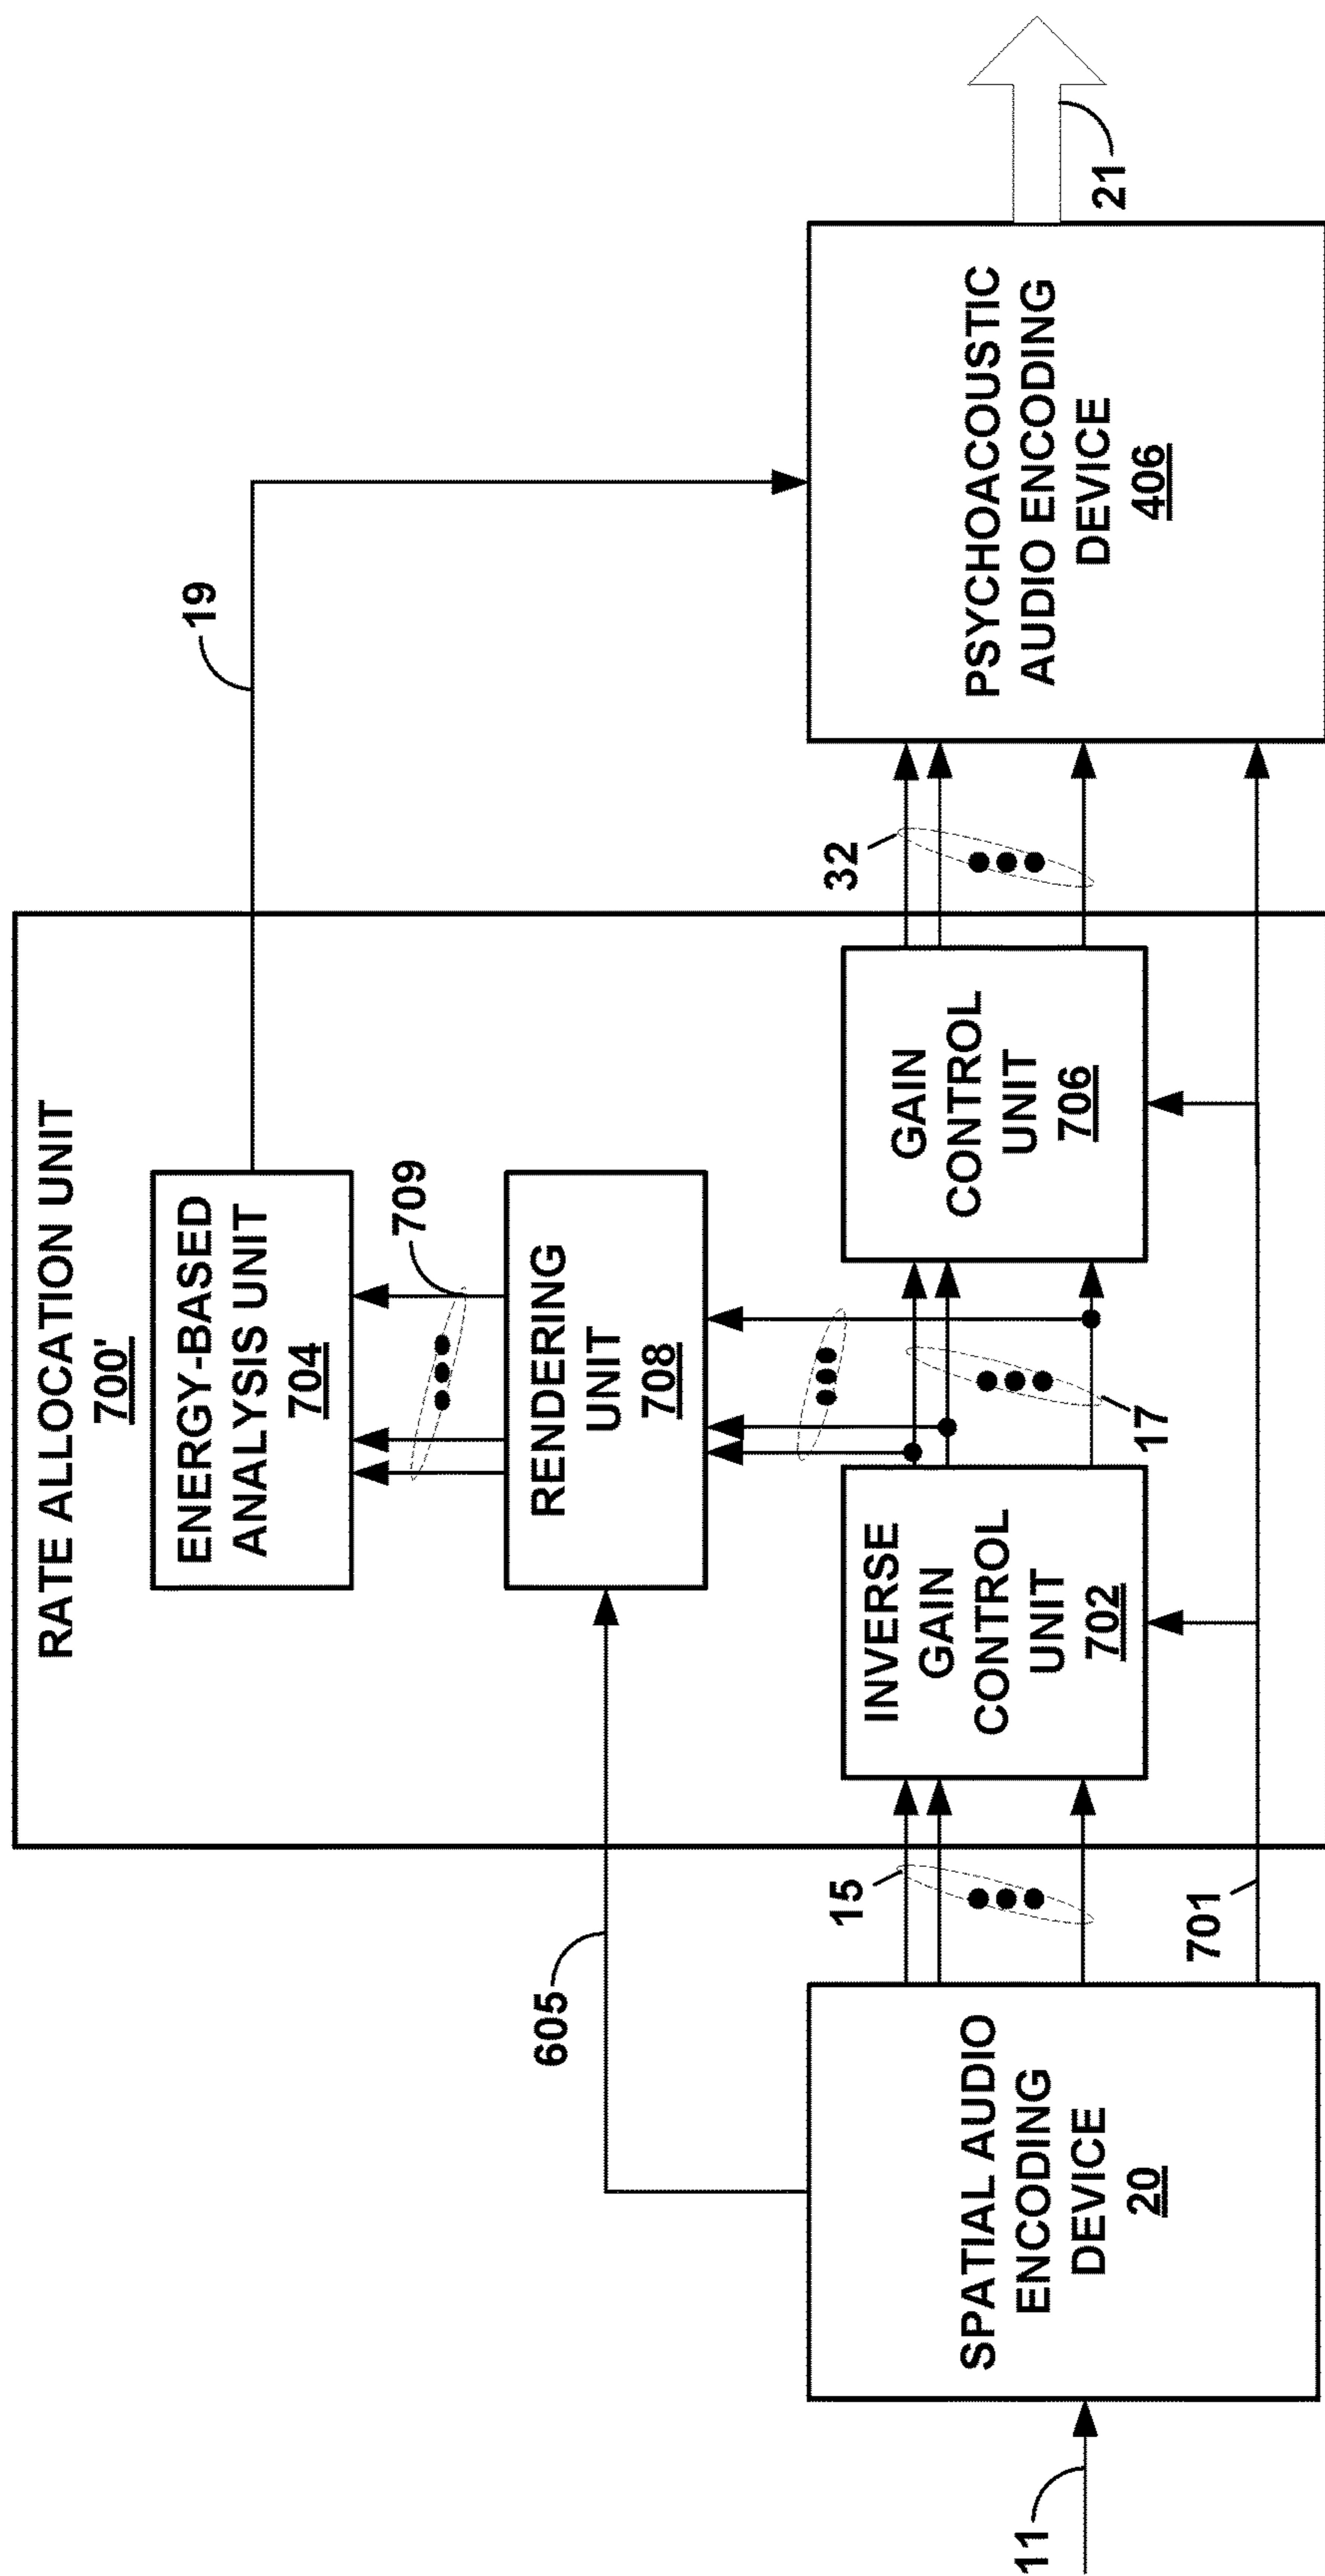 RATE ALLOCATION UNIT
700'
ENERGY-BASED
ANALYSIS UNIT
704
19
709
605
RENDERING
UNIT
708
11
SPATIAL AUDIO
ENCODING
DEVICE
20
15
701
INVERSE
GAIN
CONTROL
UNIT
702
17
GAIN
CONTROL
UNIT
706
32
PSYCHOACOUSTIC
AUDIO ENCODING
DEVICE
406
21